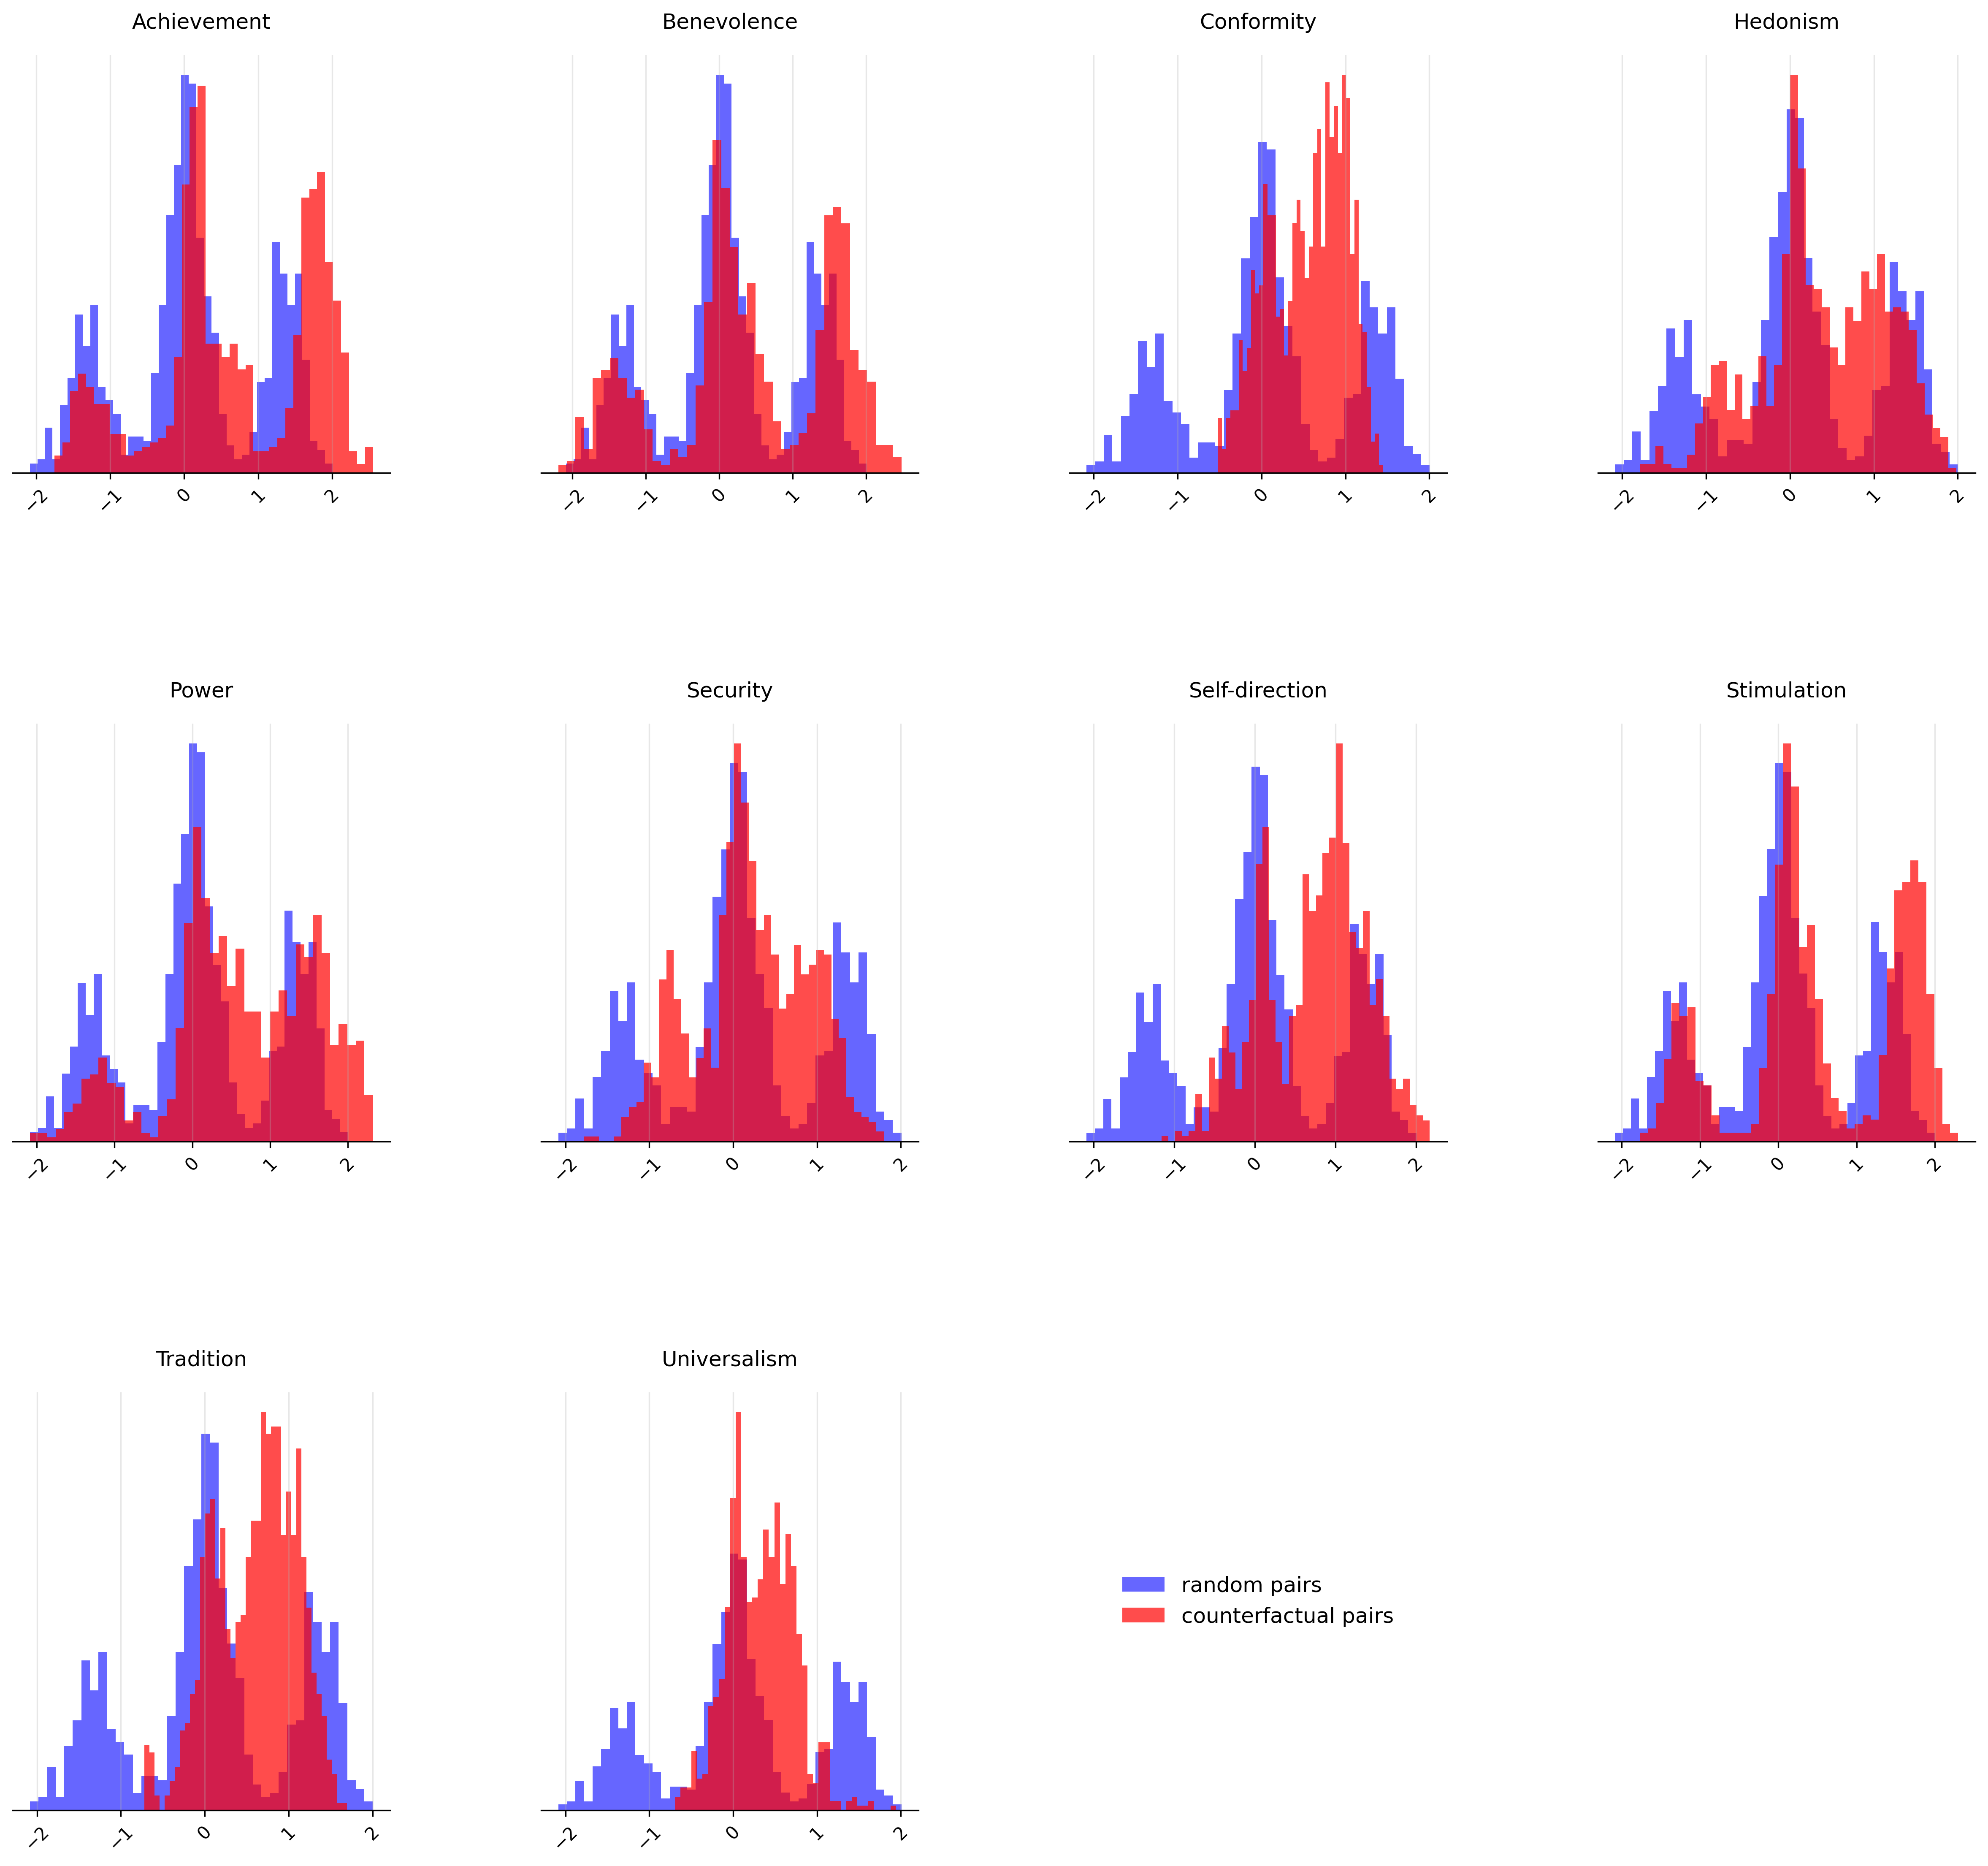 Achievement Benevolence Conformity Hedonism
−2 −1 0 1 2 −2 −1 0 1 2 −2 −1 0 1 2 −2 −1 0 1 2
Power Security Self-direction Stimulation
−2 −1 0 1 2 −2 −1 0 1 2 −2 −1 0 1 2 −2 −1 0 1 2
Tradition Universalism
random pairs
counterfactual pairs
−2 −1 0 1 2 −2 −1 0 1 2